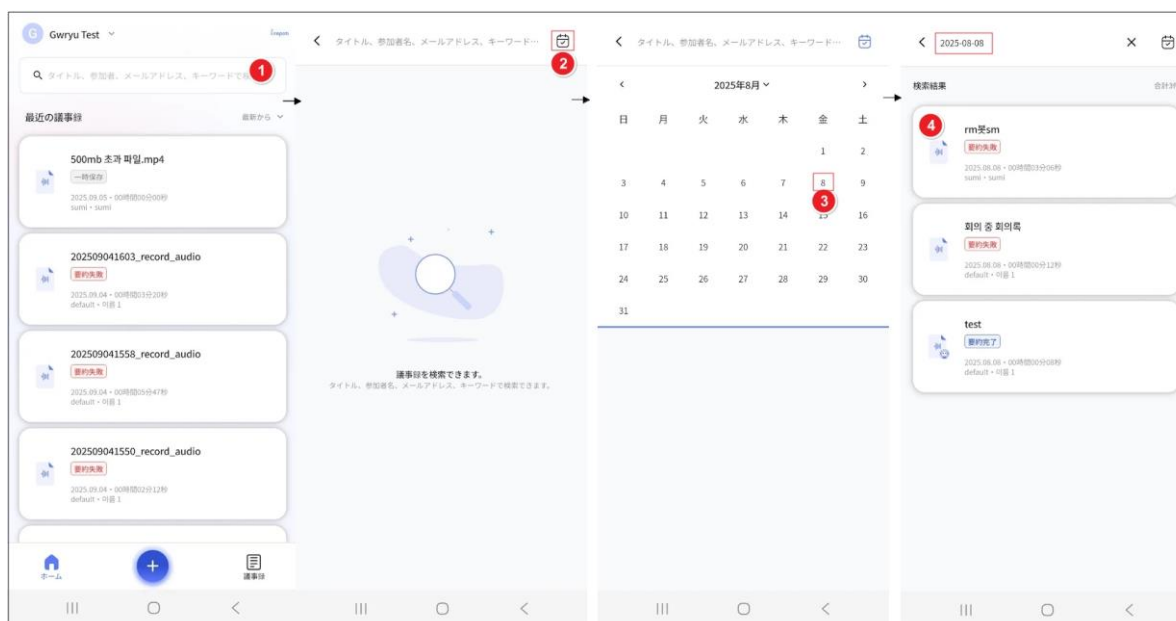 G Gwryu Test
タイトル、参加者、メールアドレス、キーワードで
1
最近の議事録
最新から
500mb 초과 파일.mp4
一時保存
2025.09.05・00時間00分00秒
sumi・sumi
202509041603_record_audio
要約失敗
2025.09.04・00時間03分20秒
default・이름 1
202509041558_record_audio
要約失敗
2025.09.04・00時間05分47秒
default・이름 1
202509041550_record_audio
要約失敗
2025.09.04・00時間02分12秒
default・이름 1
ホーム
+
議事録
タイトル、参加者名、メールアドレス、キーワード…
2
議事録を検索できます。
タイトル、参加者名、メールアドレス、キーワードで検索できます。
タイトル、参加者名、メールアドレス、キーワード…
2025年8月
日 月 火 水 木 金 土
1 2
3 4 5 6 7 8 9
3
10 11 12 13 14 15 16
17 18 19 20 21 22 23
24 25 26 27 28 29 30
31
2025-08-08
検索結果
4
rm쯧sm
要約失敗
2025.08.08・00時間03分06秒
sumi・sumi
회의 중 회의록
要約失敗
2025.08.08・00時間00分12秒
default・이름 1
test
要約完了
2025.08.08・00時間00分08秒
default・이름 1